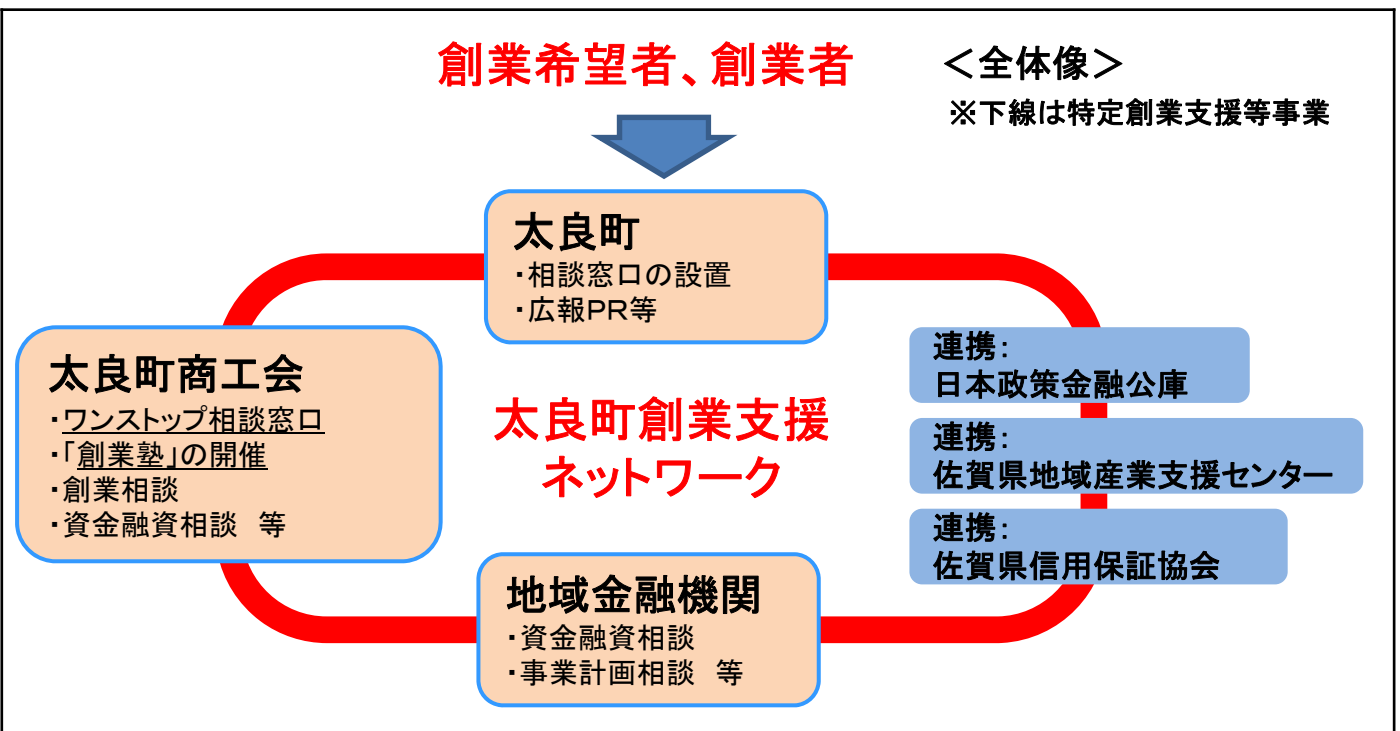 創業希望者、創業者
＜全体像＞
※下線は特定創業支援等事業
太良町
・相談窓口の設置
・広報PR等
太良町商工会
・ワンストップ相談窓口
・「創業塾」の開催
・創業相談
・資金融資相談　等
太良町創業支援
ネットワーク
連携：
日本政策金融公庫
連携：
佐賀県地域産業支援センター
連携：
佐賀県信用保証協会
地域金融機関
・資金融資相談
・事業計画相談　等